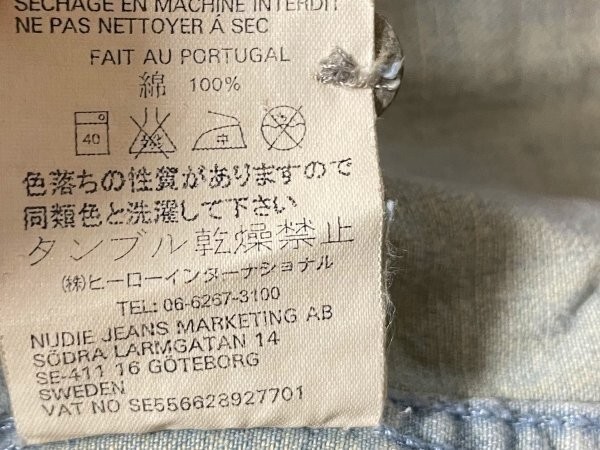 SÉCHAGE EN MACHINE INTERDIT
NE PAS NETTOYER Á SEC
FAIT AU PORTUGAL
綿 100%
40
色落ちの性質がありますので
同類色と洗濯して下さい
タンブル乾燥禁止
㈱ヒーローインターナショナル
TEL: 06-6267-3100
NUDIE JEANS MARKETING AB
SÖDRA LARMGATAN 14
SE-411 16 GÖTEBORG
SWEDEN
VAT NO SE556628927701